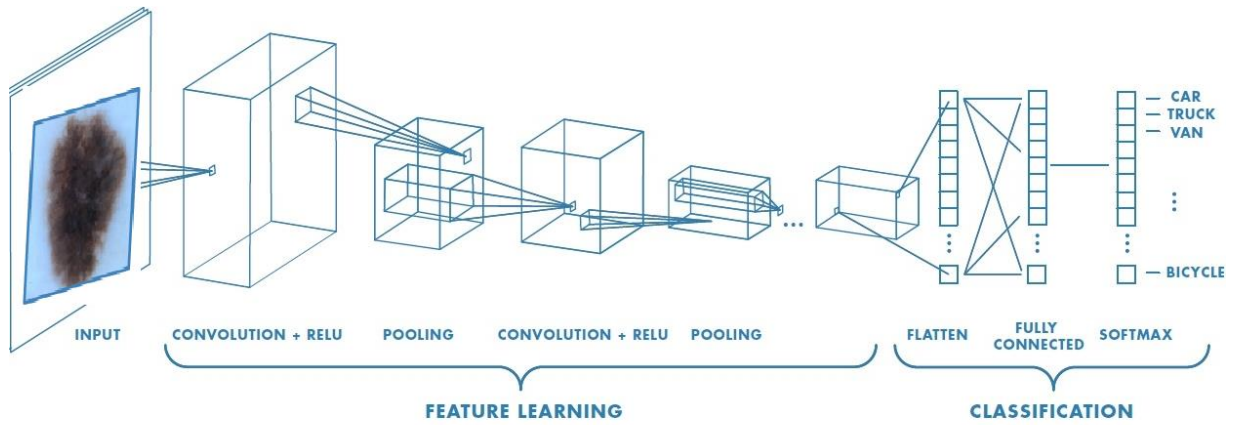 CAR
TRUCK
VAN
BICYCLE
INPUT
CONVOLUTION + RELU
POOLING
CONVOLUTION + RELU
POOLING
FLATTEN
FULLY
CONNECTED
SOFTMAX
FEATURE LEARNING
CLASSIFICATION